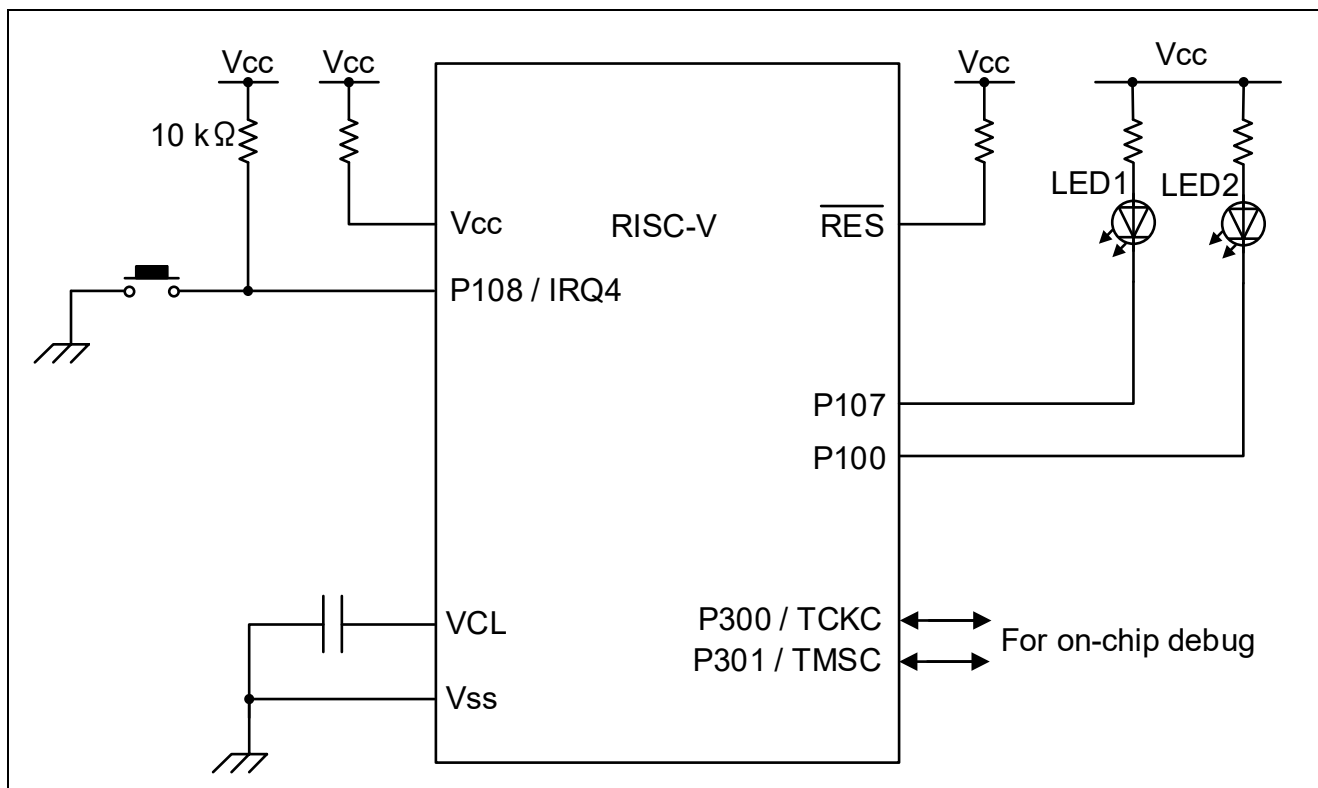 Vcc
Vcc
Vcc
Vcc
10 kΩ
LED1
LED2
Vcc
RISC-V
RES
P108 / IRQ4
P107
P100
VCL
P300 / TCKC
For on-chip debug
P301 / TMSC
Vss